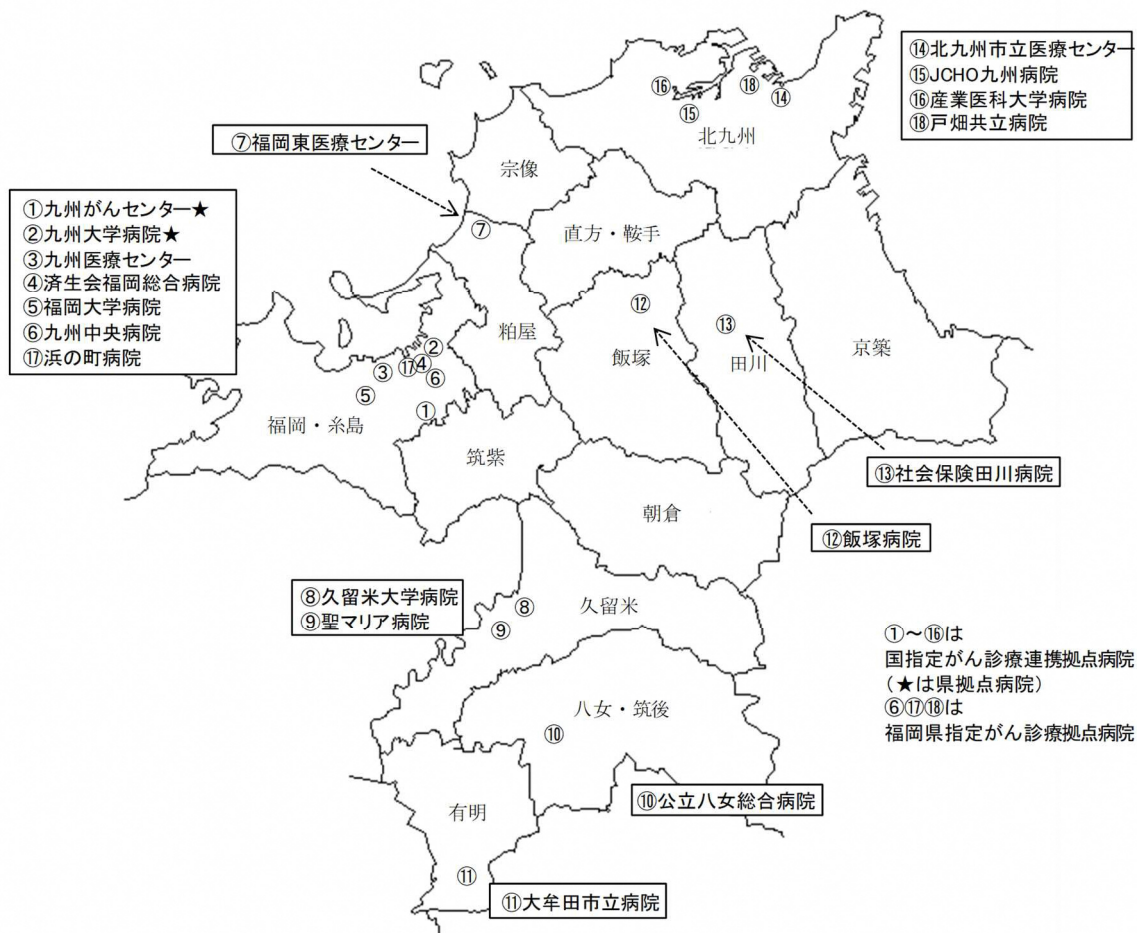 ⑭北九州市立医療センター
⑮JCHO九州病院
⑯産業医科大学病院
⑱戸畑共立病院
⑯
⑱
⑭
⑮
北九州
⑦福岡東医療センター
宗像
①九州がんセンター★
②九州大学病院★
③九州医療センター
④済生会福岡総合病院
⑤福岡大学病院
⑥九州中央病院
⑰浜の町病院
⑦
直方・鞍手
粕屋
⑫
飯塚
⑬
田川
京築
②
③
⑰
④
⑥
⑤
①
福岡・糸島
筑紫
⑬社会保険田川病院
朝倉
⑫飯塚病院
⑧久留米大学病院
⑨聖マリア病院
⑧
⑨
久留米
①～⑯は
国指定がん診療連携拠点病院
(★は県拠点病院)
⑥⑰⑱は
福岡県指定がん診療拠点病院
八女・筑後
⑩
⑩公立八女総合病院
有明
⑪
⑪大牟田市立病院